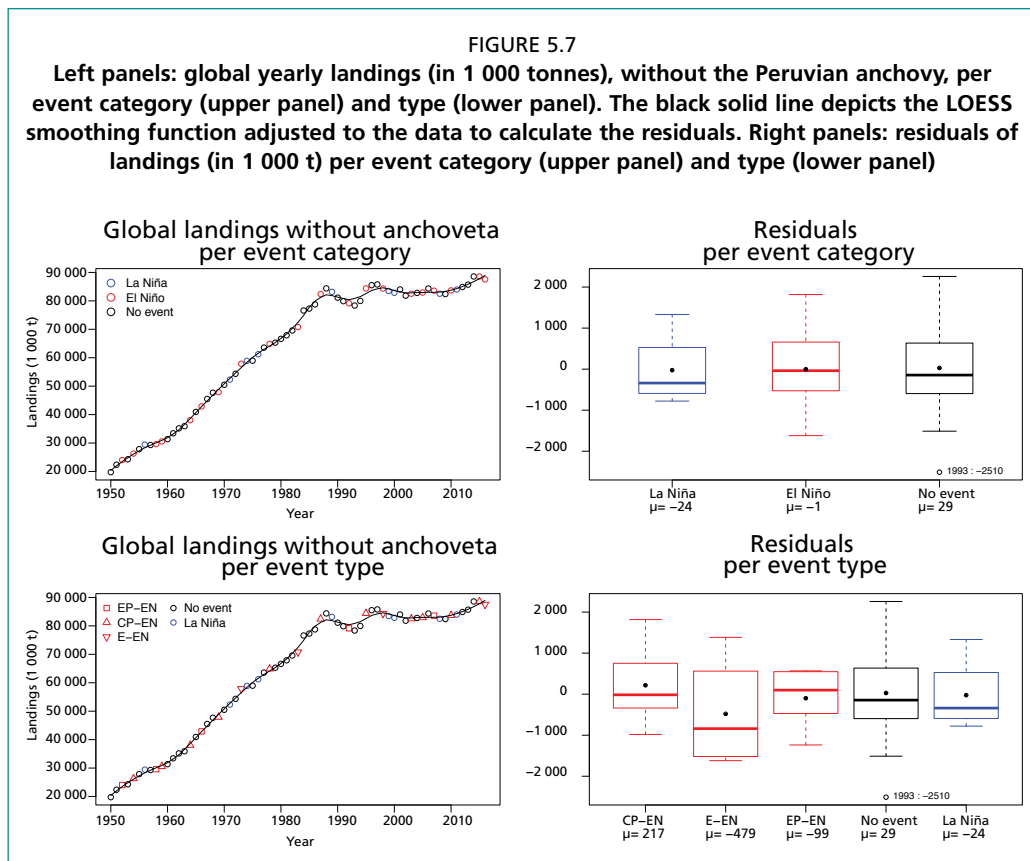 FIGURE 5.7
Left panels: global yearly landings (in 1 000 tonnes), without the Peruvian anchovy, per
event category (upper panel) and type (lower panel). The black solid line depicts the LOESS
smoothing function adjusted to the data to calculate the residuals. Right panels: residuals of
landings (in 1 000 t) per event category (upper panel) and type (lower panel)
Global landings without anchoveta
per event category
Landings (1 000 t)
90 000
80 000
70 000
60 000
50 000
40 000
30 000
20 000
La Niña
El Niño
No event
1950 1960 1970 1980 1990 2000 2010
Year
Residuals
per event category
2 000
1 000
0
−1 000
−2 000
1993 : −2510
La Niña El Niño No event
μ= −24 μ= −1 μ= 29
Global landings without anchoveta
per event type
Landings (1 000 t)
90 000
80 000
70 000
60 000
50 000
40 000
30 000
20 000
EP−EN No event
CP−EN La Niña
E−EN
1950 1960 1970 1980 1990 2000 2010
Year
Residuals
per event type
2 000
1 000
0
−1 000
−2 000
1993 : −2510
CP−EN E−EN EP−EN No event La Niña
μ= 217 μ= −479 μ= −99 μ= 29 μ= −24